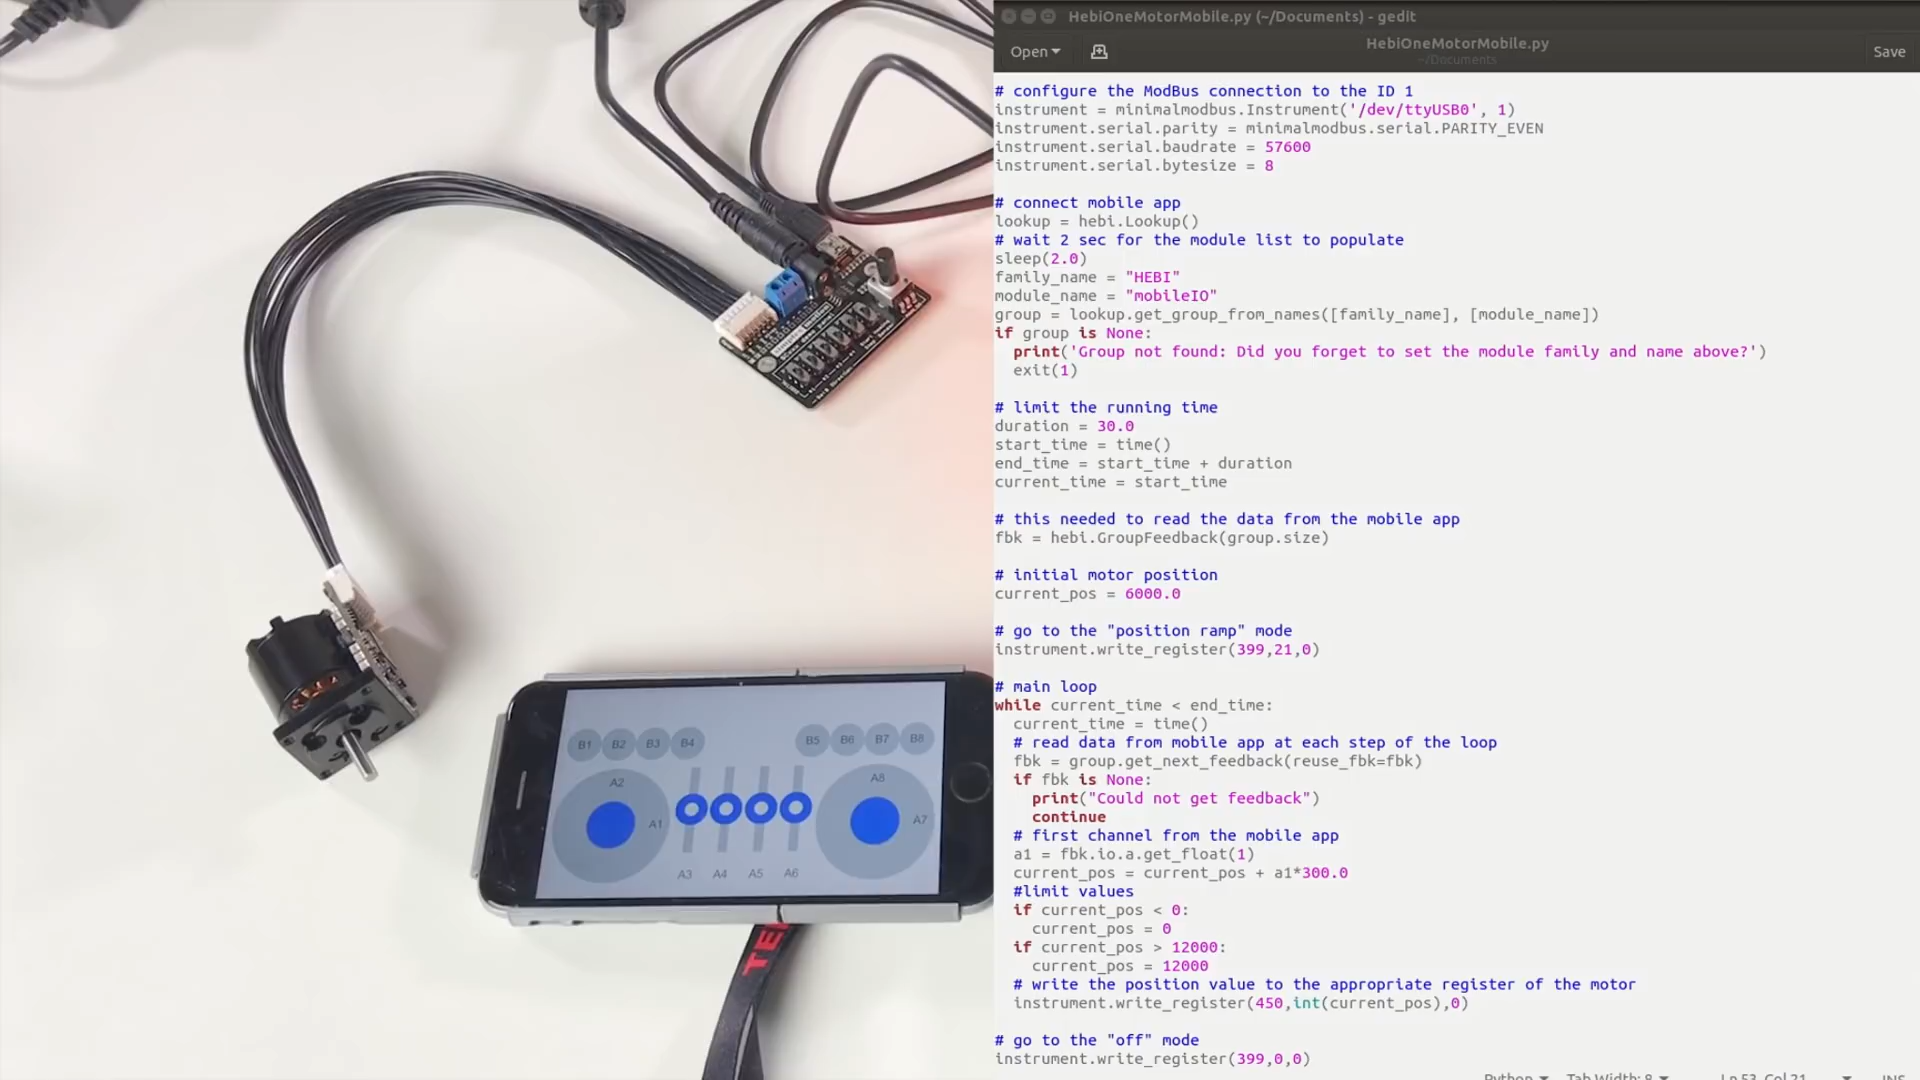 HebiOneMotorMobile.py (~/Documents) - gedit
Open
HebiOneMotorMobile.py
~/Documents
Save
# configure the ModBus connection to the ID 1
instrument = minimalmodbus.Instrument('/dev/ttyUSB0', 1)
instrument.serial.parity = minimalmodbus.serial.PARITY_EVEN
instrument.serial.baudrate = 57600
instrument.serial.bytesize = 8
# connect mobile app
lookup = hebi.Lookup()
# wait 2 sec for the module list to populate
sleep(2.0)
family_name = "HEBI"
module_name = "mobileIO"
group = lookup.get_group_from_names([family_name], [module_name])
if group is None:
print('Group not found: Did you forget to set the module family and name above?')
exit(1)
# limit the running time
duration = 30.0
start_time = time()
end_time = start_time + duration
current_time = start_time
# this needed to read the data from the mobile app
fbk = hebi.GroupFeedback(group.size)
# initial motor position
current_pos = 6000.0
# go to the "position ramp" mode
instrument.write_register(399,21,0)
# main loop
while current_time < end_time:
current_time = time()
# read data from mobile app at each step of the loop
fbk = group.get_next_feedback(reuse_fbk=fbk)
if fbk is None:
print("Could not get feedback")
continue
# first channel from the mobile app
a1 = fbk.io.a.get_float(1)
current_pos = current_pos + a1*300.0
#limit values
if current_pos < 0:
current_pos = 0
if current_pos > 12000:
current_pos = 12000
# write the position value to the appropriate register of the motor
instrument.write_register(450,int(current_pos),0)
# go to the "off" mode
instrument.write_register(399,0,0)
Python Tab Width: 8 Ln 53, Col 21 INS
B1 B2 B3 B4 B5 B6 B7 B8
A2 A8
A1 A7
A3 A4 A5 A6